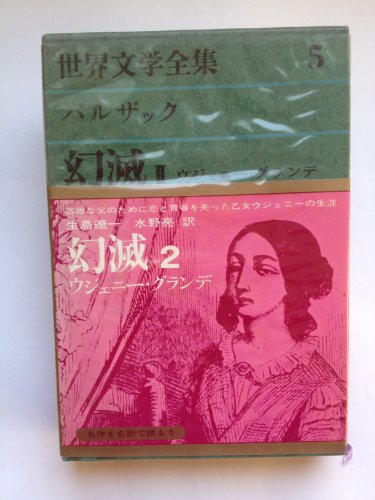 世界文学全集 5
バルザック
幻滅 II ウジェニー・グランデ
吝嗇な父のために恋と青春を失った乙女ウジェニーの生涯
生島遼一 水野亮 訳
幻滅 2
ウジェニー・グランデ
名作を名訳で読もう